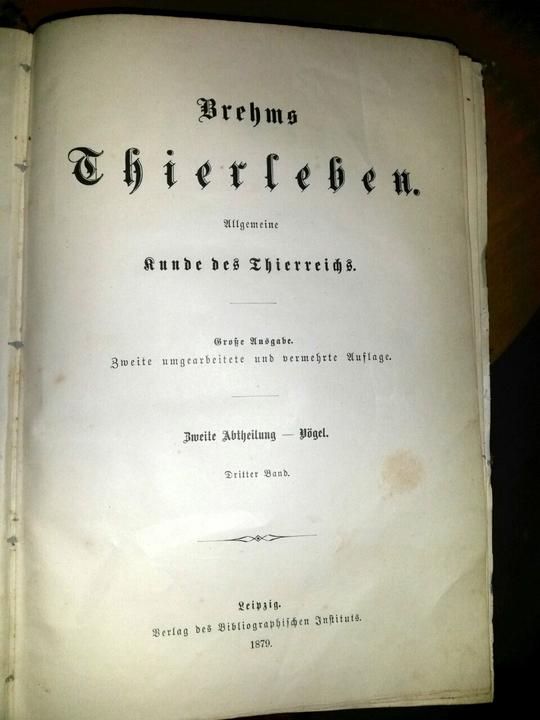 Brehms
Thierleben.
Allgemeine
Kunde des Thierreichs.
Große Ausgabe.
Zweite umgearbeitete und vermehrte Auflage.
Zweite Abtheilung — Vögel.
Dritter Band.
Leipzig.
Verlag des Bibliographischen Instituts.
1879.